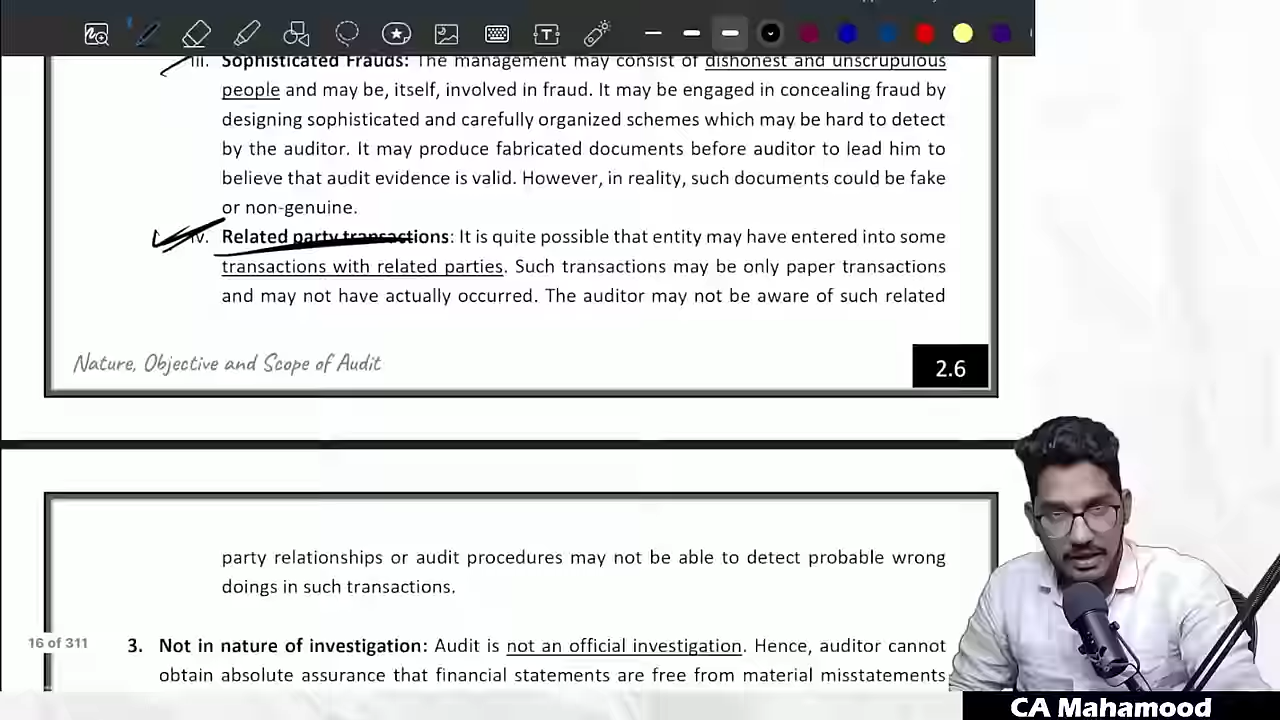 iii. Sophisticated Frauds: The management may consist of dishonest and unscrupulous
people and may be, itself, involved in fraud. It may be engaged in concealing fraud by
designing sophisticated and carefully organized schemes which may be hard to detect
by the auditor. It may produce fabricated documents before auditor to lead him to
believe that audit evidence is valid. However, in reality, such documents could be fake
or non-genuine.
iv. Related party transactions: It is quite possible that entity may have entered into some
transactions with related parties. Such transactions may be only paper transactions
and may not have actually occurred. The auditor may not be aware of such related
Nature, Objective and Scope of Audit
2.6
party relationships or audit procedures may not be able to detect probable wrong
doings in such transactions.
16 of 311
3. Not in nature of investigation: Audit is not an official investigation. Hence, auditor cannot
obtain absolute assurance that financial statements are free from material misstatements
CA Mahamood